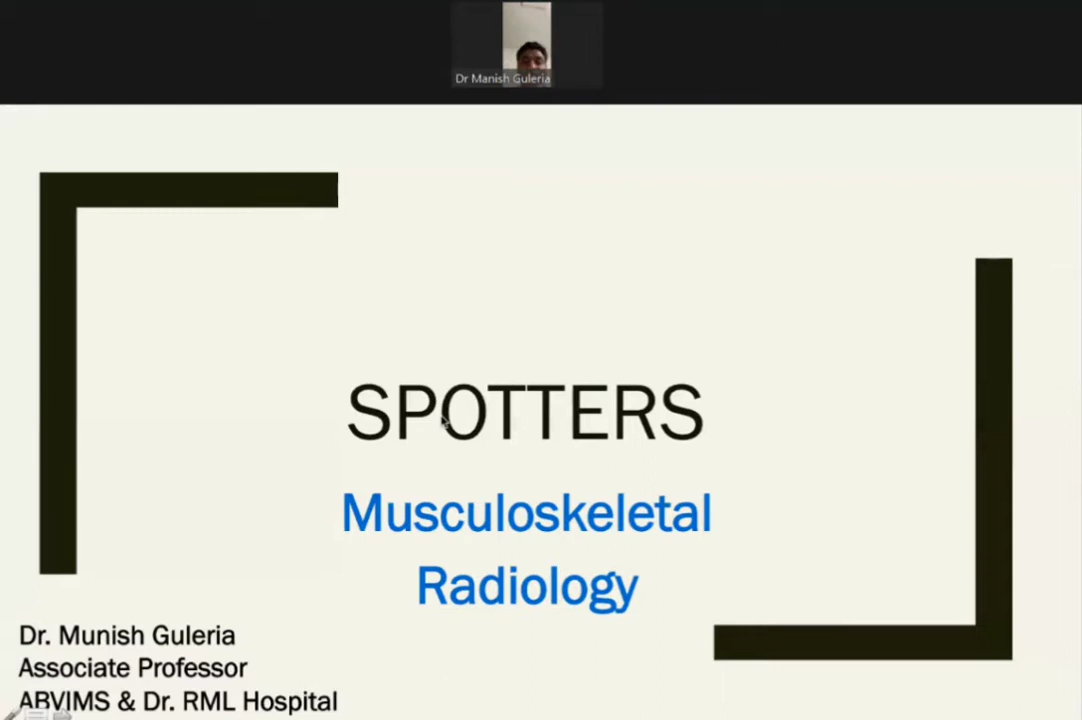 Dr Manish Guleria
SPOTTERS
Musculoskeletal
Radiology
Dr. Munish Guleria
Associate Professor
ABVIMS & Dr. RML Hospital